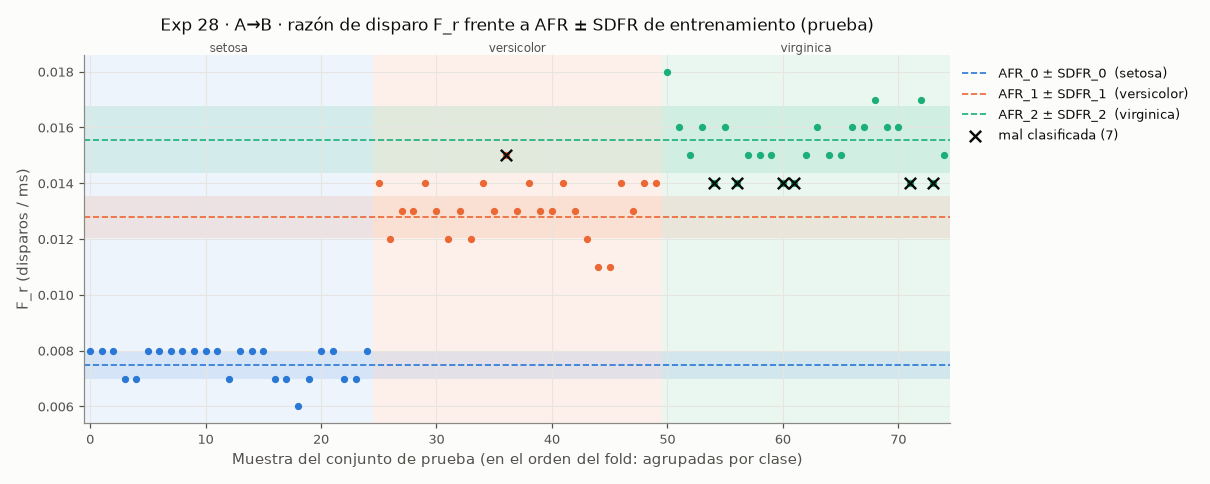 Exp 28 · A→B · razón de disparo F_r frente a AFR ± SDFR de entrenamiento (prueba)
setosa versicolor virginica
AFR_0 ± SDFR_0 (setosa)
AFR_1 ± SDFR_1 (versicolor)
AFR_2 ± SDFR_2 (virginica)
mal clasificada (7)
F_r (disparos / ms)
0.018
0.016
0.014
0.012
0.010
0.008
0.006
0 10 20 30 40 50 60 70
Muestra del conjunto de prueba (en el orden del fold: agrupadas por clase)